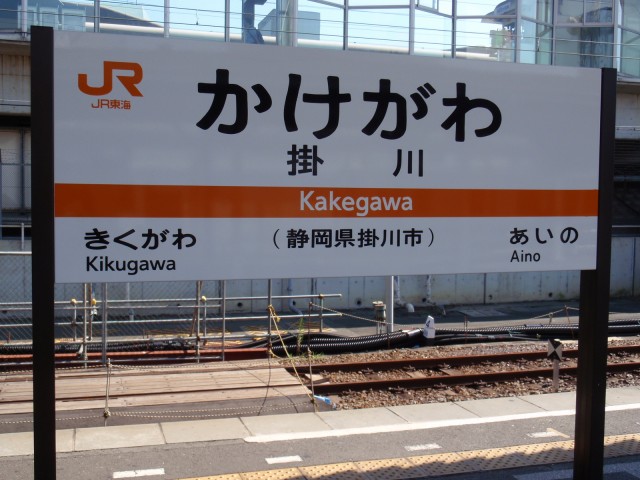 JR
JR東海
かけがわ
掛川
Kakegawa
きくがわ
（静岡県掛川市）
あいの
Kikugawa
Aino